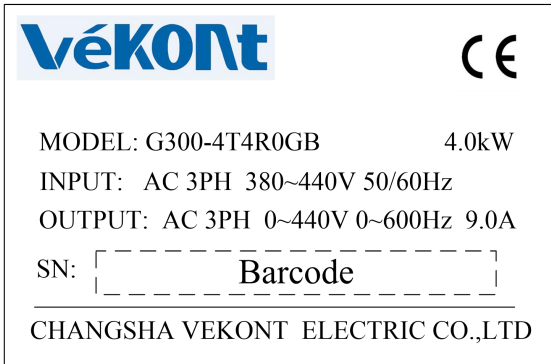 vékont
CE
MODEL: G300-4T4R0GB 4.0kW
INPUT: AC 3PH 380~440V 50/60Hz
OUTPUT: AC 3PH 0~440V 0~600Hz 9.0A
SN: Barcode
CHANGSHA VEKONT ELECTRIC CO.,LTD